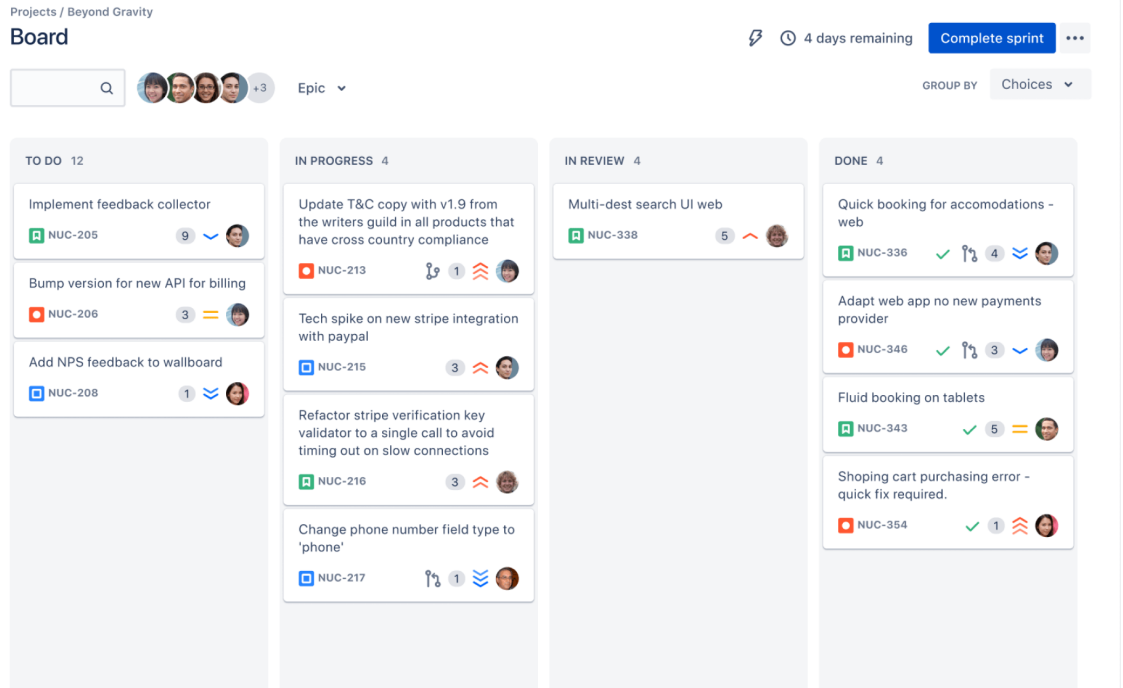 Projects / Beyond Gravity
Board
4 days remaining
Complete sprint
+3
Epic
GROUP BY
Choices
TO DO 12
Implement feedback collector
NUC-205
9
Bump version for new API for billing
NUC-206
3
Add NPS feedback to wallboard
NUC-208
1
IN PROGRESS 4
Update T&C copy with v1.9 from
the writers guild in all products that
have cross country compliance
NUC-213
1
Tech spike on new stripe integration
with paypal
NUC-215
3
Refactor stripe verification key
validator to a single call to avoid
timing out on slow connections
NUC-216
3
Change phone number field type to
'phone'
NUC-217
1
IN REVIEW 4
Multi-dest search UI web
NUC-338
5
DONE 4
Quick booking for accomodations -
web
NUC-336
4
Adapt web app no new payments
provider
NUC-346
3
Fluid booking on tablets
NUC-343
5
Shoping cart purchasing error -
quick fix required.
NUC-354
1